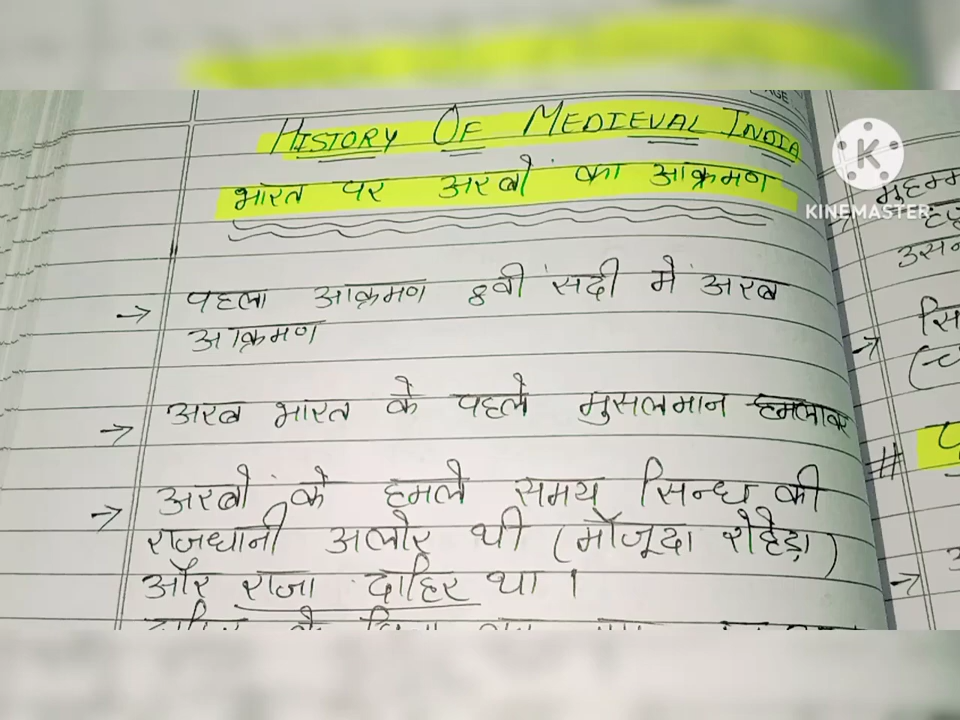 HISTORY OF MEDIEVAL INDIA
भारत पर अरबों का आक्रमण
→ पहला आक्रमण 8वीं सदी में अरब
आक्रमण
→ अरब भारत के पहले मुसलमान हमलावर
→ अरबों के हमले समय सिन्ध की
राजधानी अलोर थी (मौजूदा रोहेड़ा)
और राजा दाहिर था।
K
KINEMASTER
#